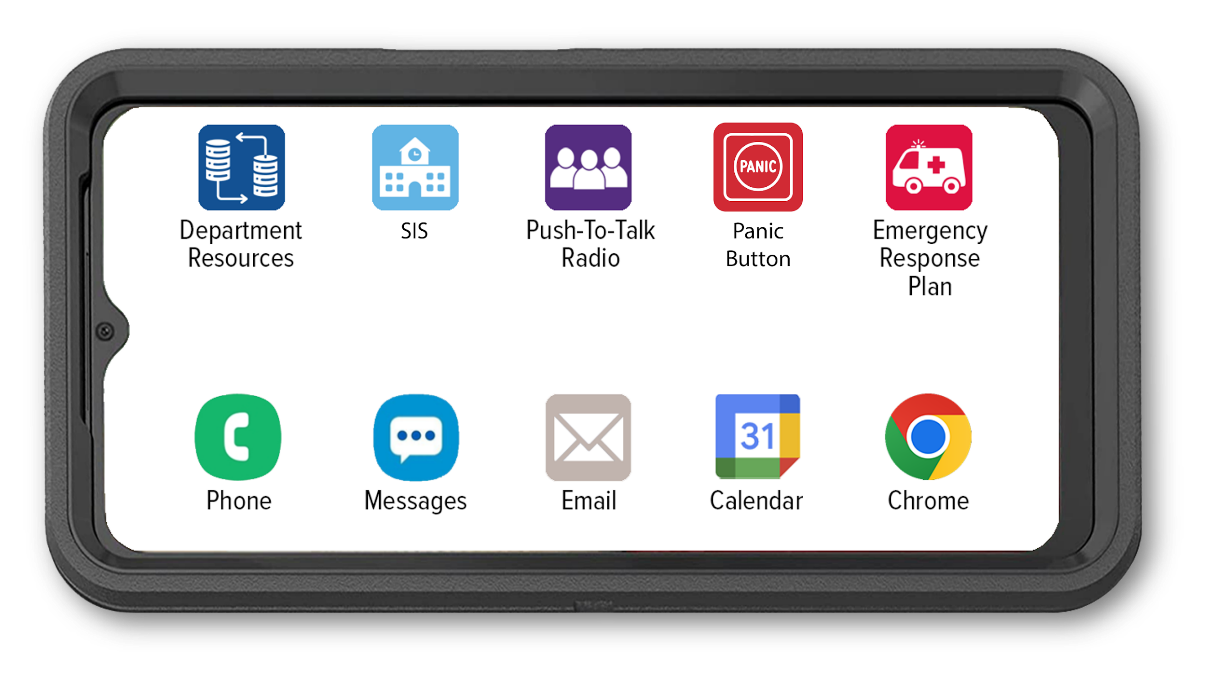 PANIC
Department
Resources
SIS
Push-To-Talk
Radio
Panic
Button
Emergency
Response
Plan
31
Phone
Messages
Email
Calendar
Chrome